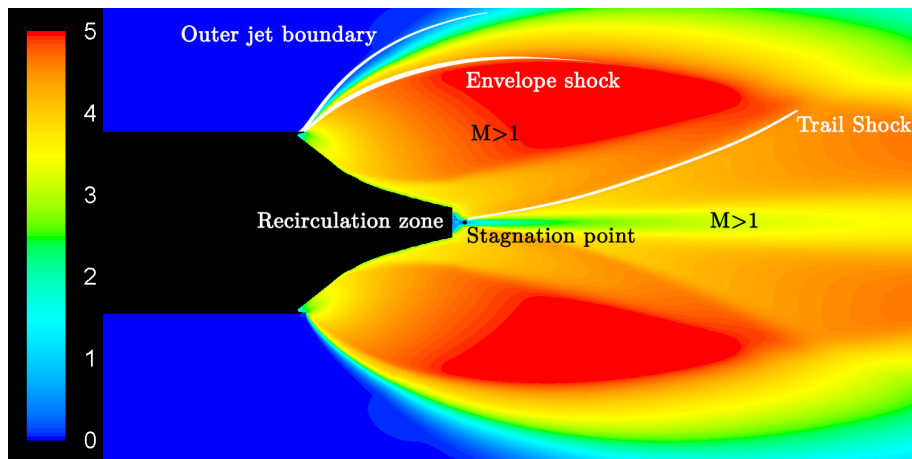 Outer jet boundary
5
Envelope shock
4
Trail Shock
M>1
3
Recirculation zone
M>1
Stagnation point
2
1
0